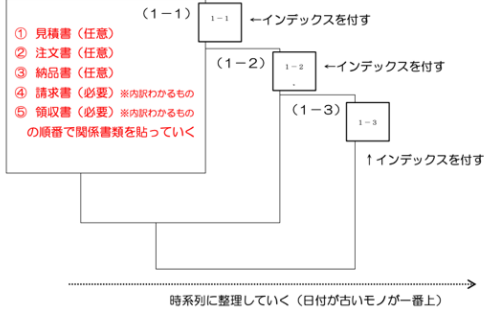 （１－１）
１－１
←インデックスを付す
① 見積書（任意）
② 注文書（任意）
③ 納品書（任意）
④ 請求書（必要）※内訳わかるもの
⑤ 領収書（必要）※内訳わかるもの
の順番で関係書類を貼っていく
（１－２）
１－２
←インデックスを付す
（１－３）
１－３
↑インデックスを付す
時系列に整理していく（日付が古いモノが一番上）